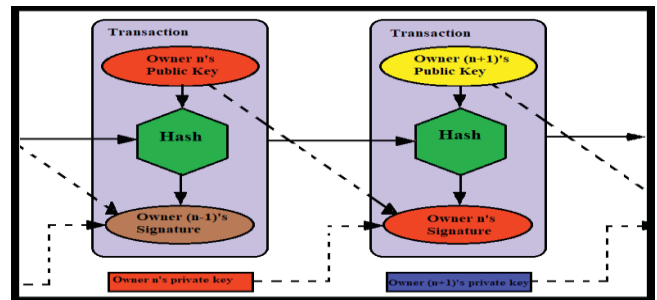 Transaction
Owner n's
Public Key
Hash
Owner (n-1)'s
Signature
Owner n's private key
Transaction
Owner (n+1)'s
Public Key
Hash
Owner n's
Signature
Owner (n+1)'s private key